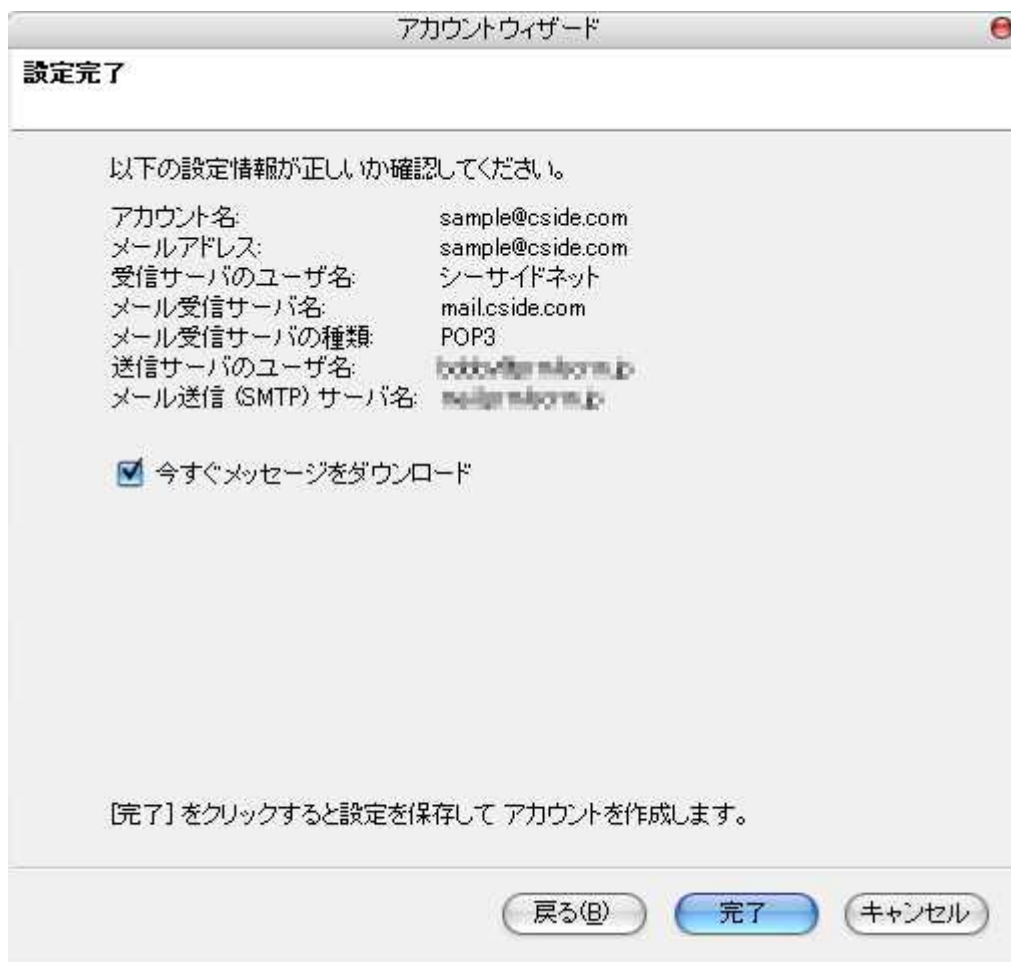 アカウントウィザード
設定完了
以下の設定情報が正しいか確認してください。
アカウント名: sample@cside.com
メールアドレス: sample@cside.com
受信サーバのユーザ名: シーサイドネット
メール受信サーバ名: mail.cside.com
メール受信サーバの種類: POP3
送信サーバのユーザ名:
メール送信 (SMTP) サーバ名:
今すぐメッセージをダウンロード
[完了] をクリックすると設定を保存して アカウントを作成します。
戻る(B) 完了 キャンセル